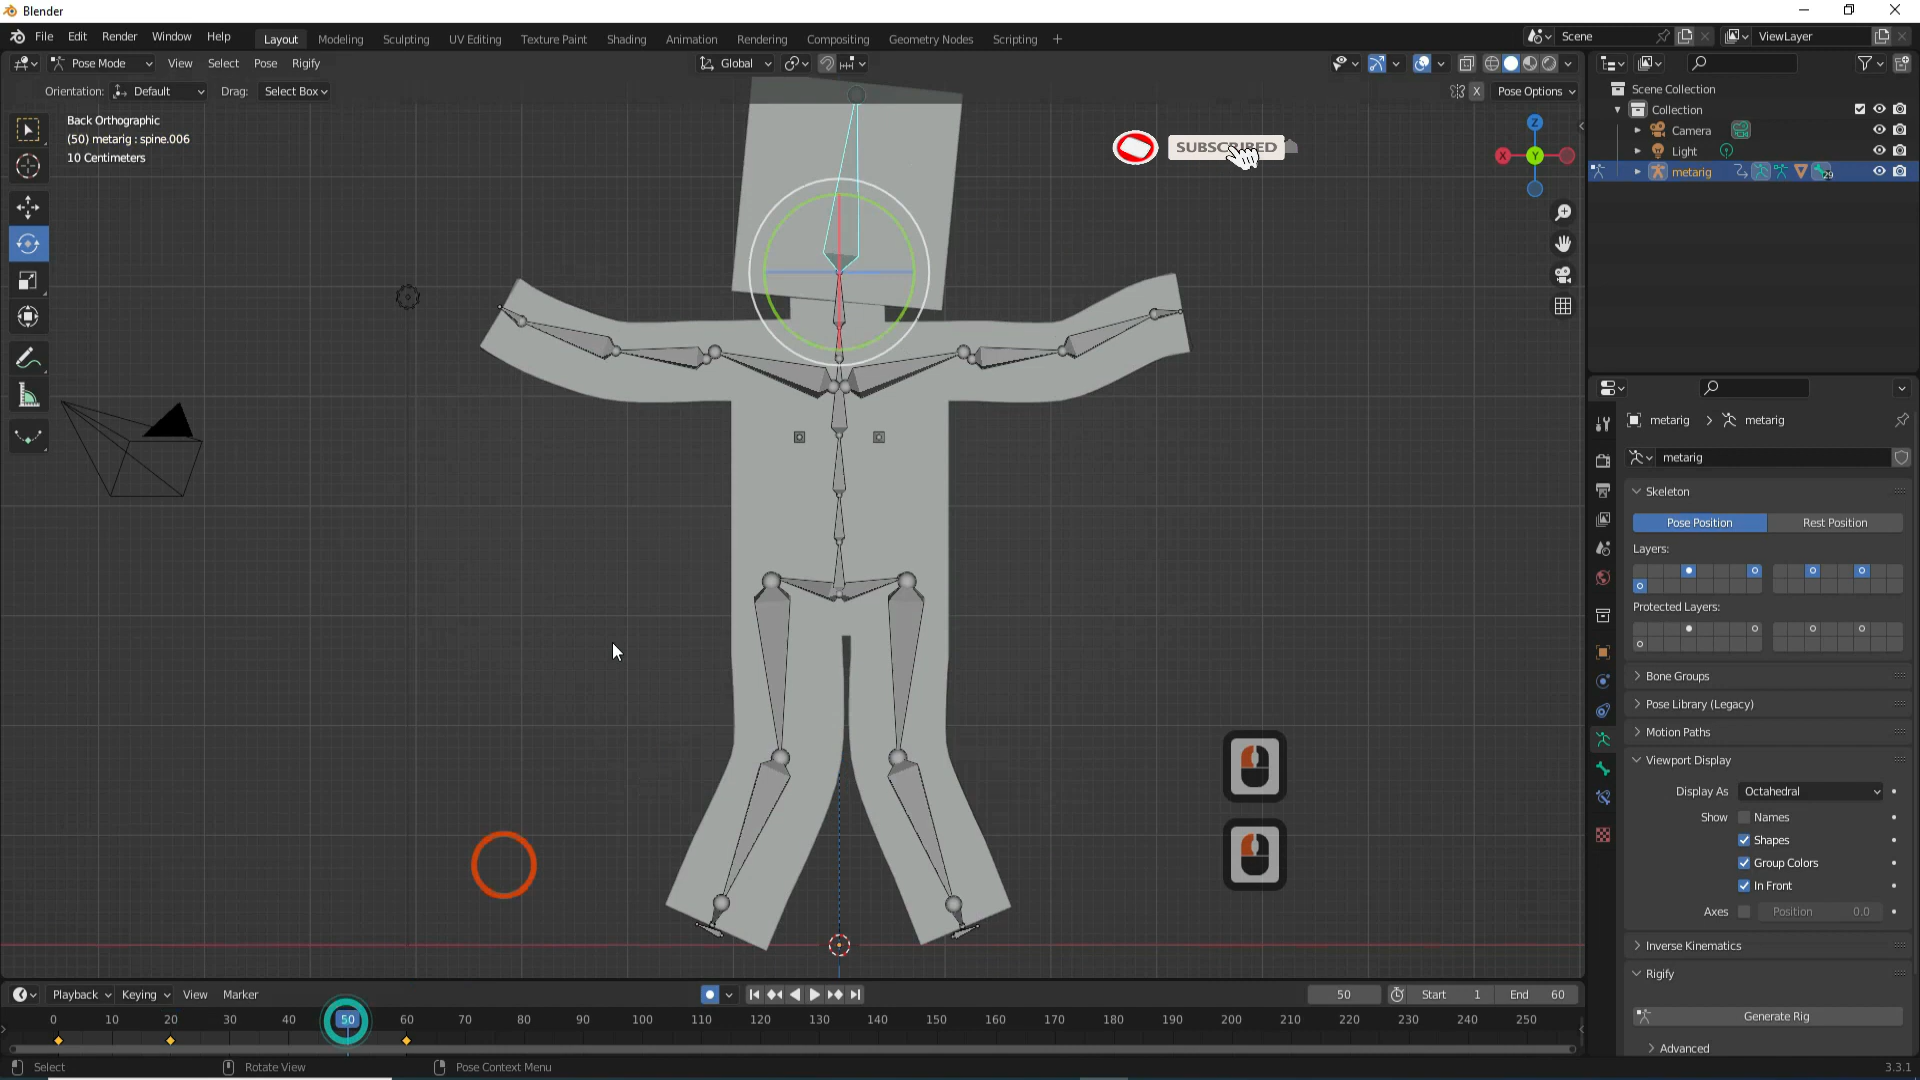 Blender
File Edit Render Window Help
Layout Modeling Sculpting UV Editing Texture Paint Shading Animation Rendering Compositing Geometry Nodes Scripting +
Scene
ViewLayer
Pose Mode View Select Pose Rigify
Global
Orientation: Default Drag: Select Box
X Pose Options
Back Orthographic
(50) metarig : spine.006
10 Centimeters
SUBSCRIBED
Z
X
Y
Scene Collection
Collection
Camera
Light
metarig
29
metarig > metarig
metarig
Skeleton
Pose Position Rest Position
Layers:
Protected Layers:
Bone Groups
Pose Library (Legacy)
Motion Paths
Viewport Display
Display As Octahedral
Show Names
Shapes
Group Colors
In Front
Axes Position 0.0
Inverse Kinematics
Rigify
Generate Rig
Advanced
Playback Keying View Marker
50 Start 1 End 60
0 10 20 30 40 50 60 70 80 90 100 110 120 130 140 150 160 170 180 190 200 210 220 230 240 250
Select Rotate View Pose Context Menu
3.3.1